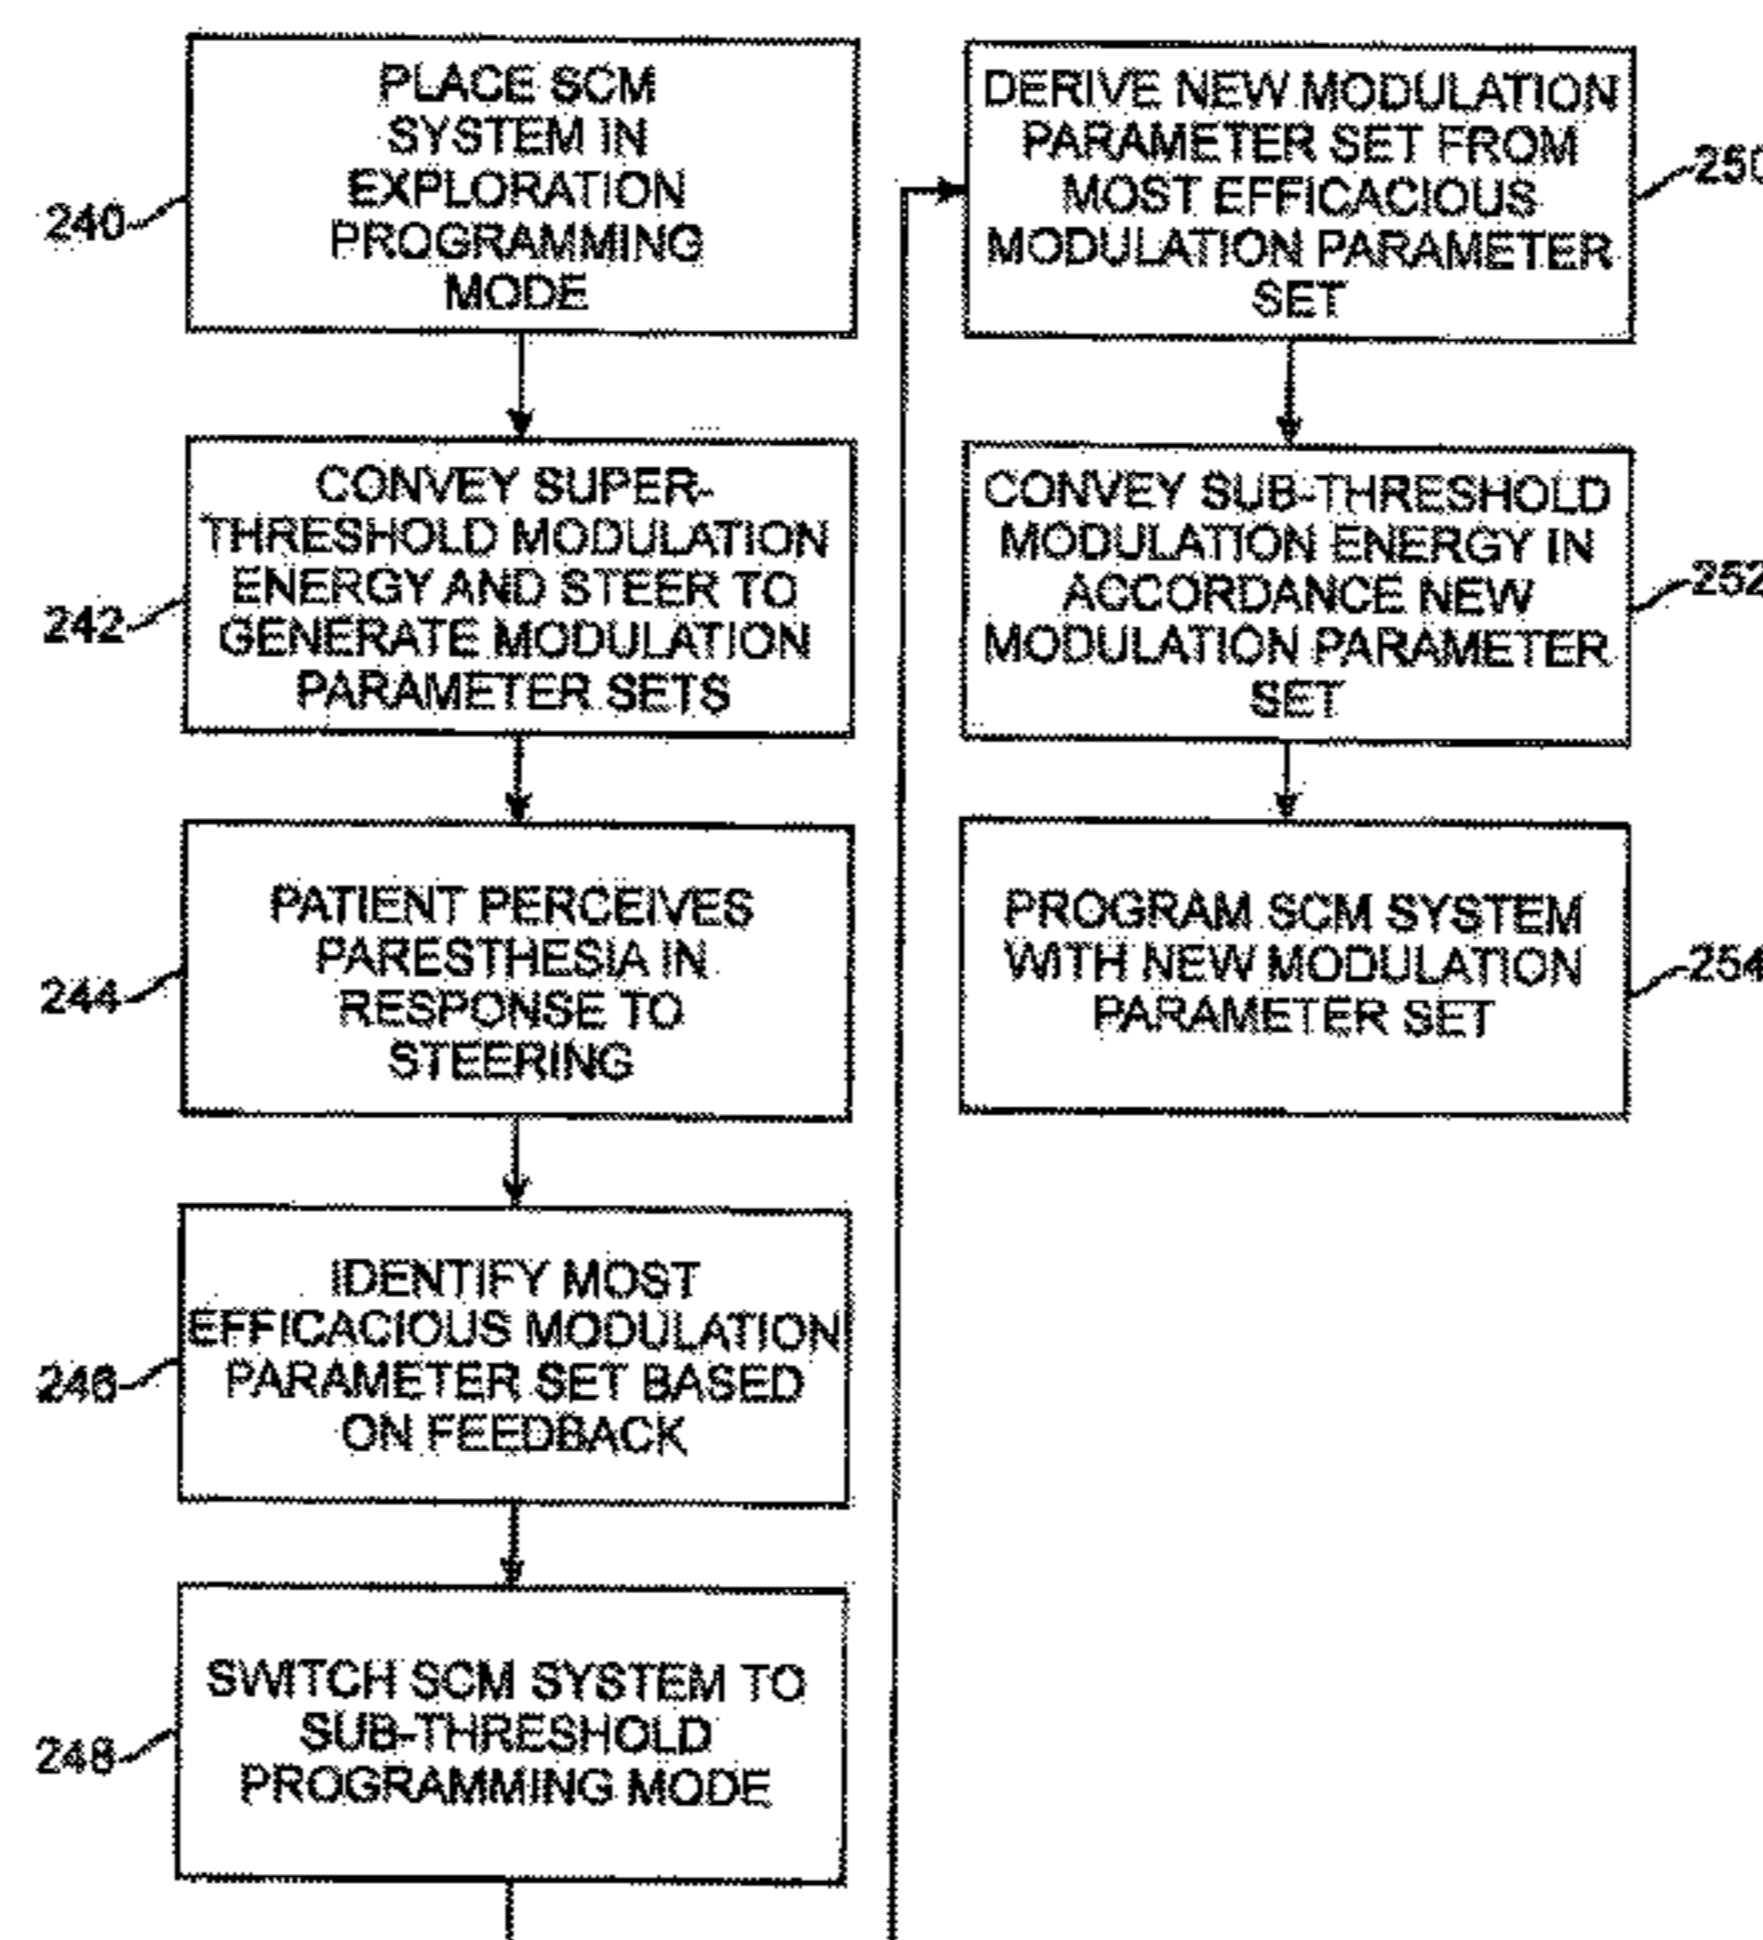 PLACE SCM
SYSTEM IN
EXPLORATION
PROGRAMMING
MODE
240
CONVEY SUPER-
THRESHOLD MODULATION
ENERGY AND STEER TO
GENERATE MODULATION
PARAMETER SETS
242
PATIENT PERCEIVES
PARESTHESIA IN
RESPONSE TO
STEERING
244
IDENTIFY MOST
EFFICACIOUS MODULATION
PARAMETER SET BASED
ON FEEDBACK
246
SWITCH SCM SYSTEM TO
SUB-THRESHOLD
PROGRAMMING MODE
248
DERIVE NEW MODULATION
PARAMETER SET FROM
MOST EFFICACIOUS
MODULATION PARAMETER
SET
250
CONVEY SUB-THRESHOLD
MODULATION ENERGY IN
ACCORDANCE NEW
MODULATION PARAMETER
SET
252
PROGRAM SCM SYSTEM
WITH NEW MODULATION
PARAMETER SET
254